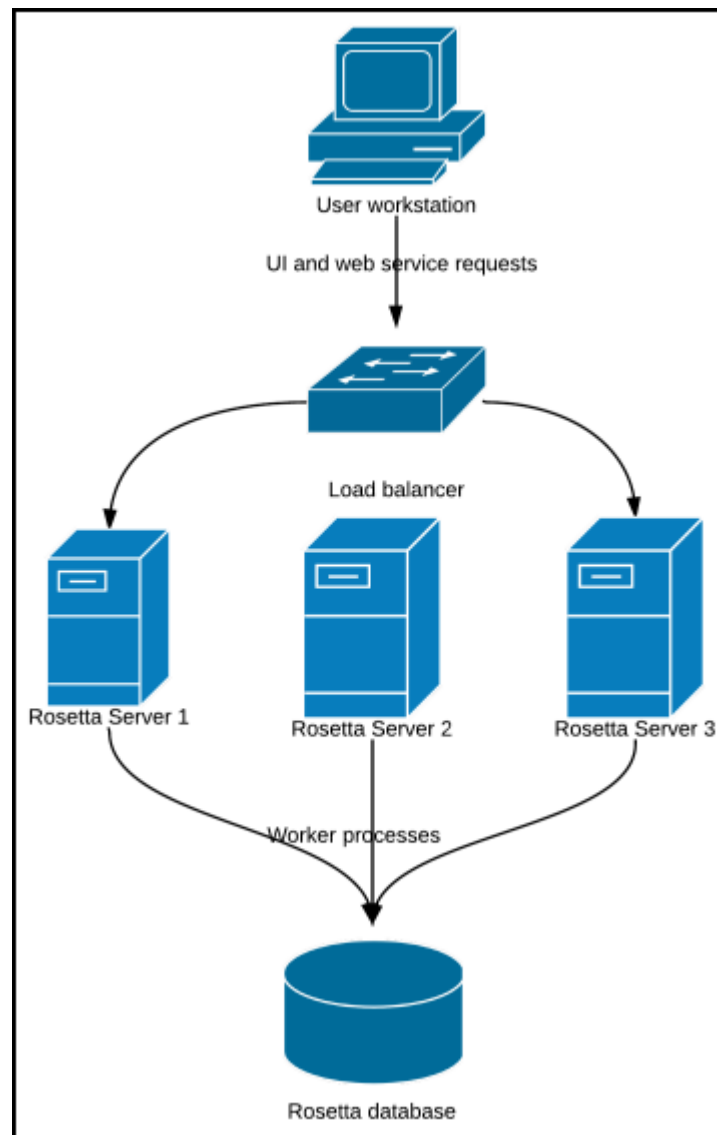 User workstation
UI and web service requests
Load balancer
Rosetta Server 1
Rosetta Server 2
Rosetta Server 3
Worker processes
Rosetta database